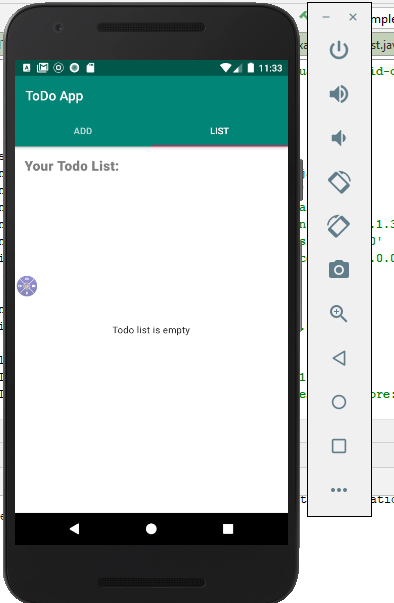 11:33
ToDo App
ADD LIST
Your Todo List:
Todo list is empty